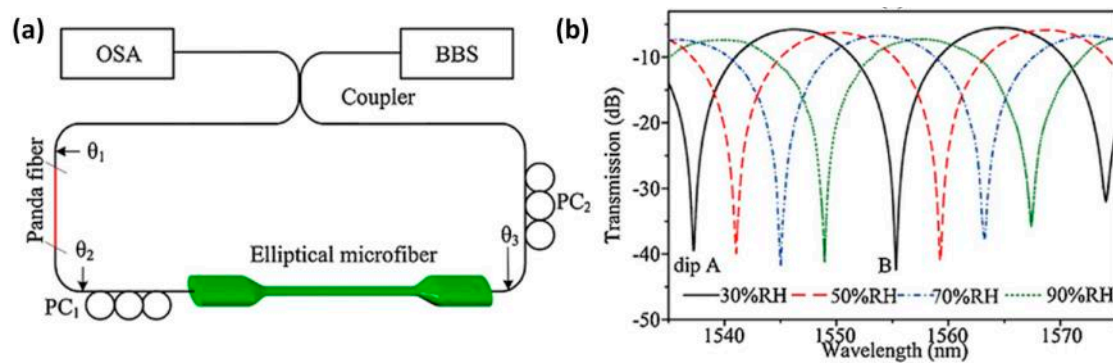 (a)
OSA
BBS
Coupler
θ1
Panda fiber
θ2
PC1
Elliptical microfiber
θ3
PC2
(b)
Transmission (dB)
-10
-20
-30
-40
-50
dip A
B
30%RH
50%RH
70%RH
90%RH
1540
1550
1560
1570
Wavelength (nm)